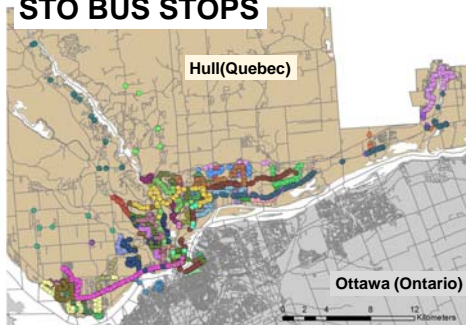 STO BUS STOPS
Hull(Quebec)
Ottawa (Ontario)
0 2 4 8 12
Kilometers